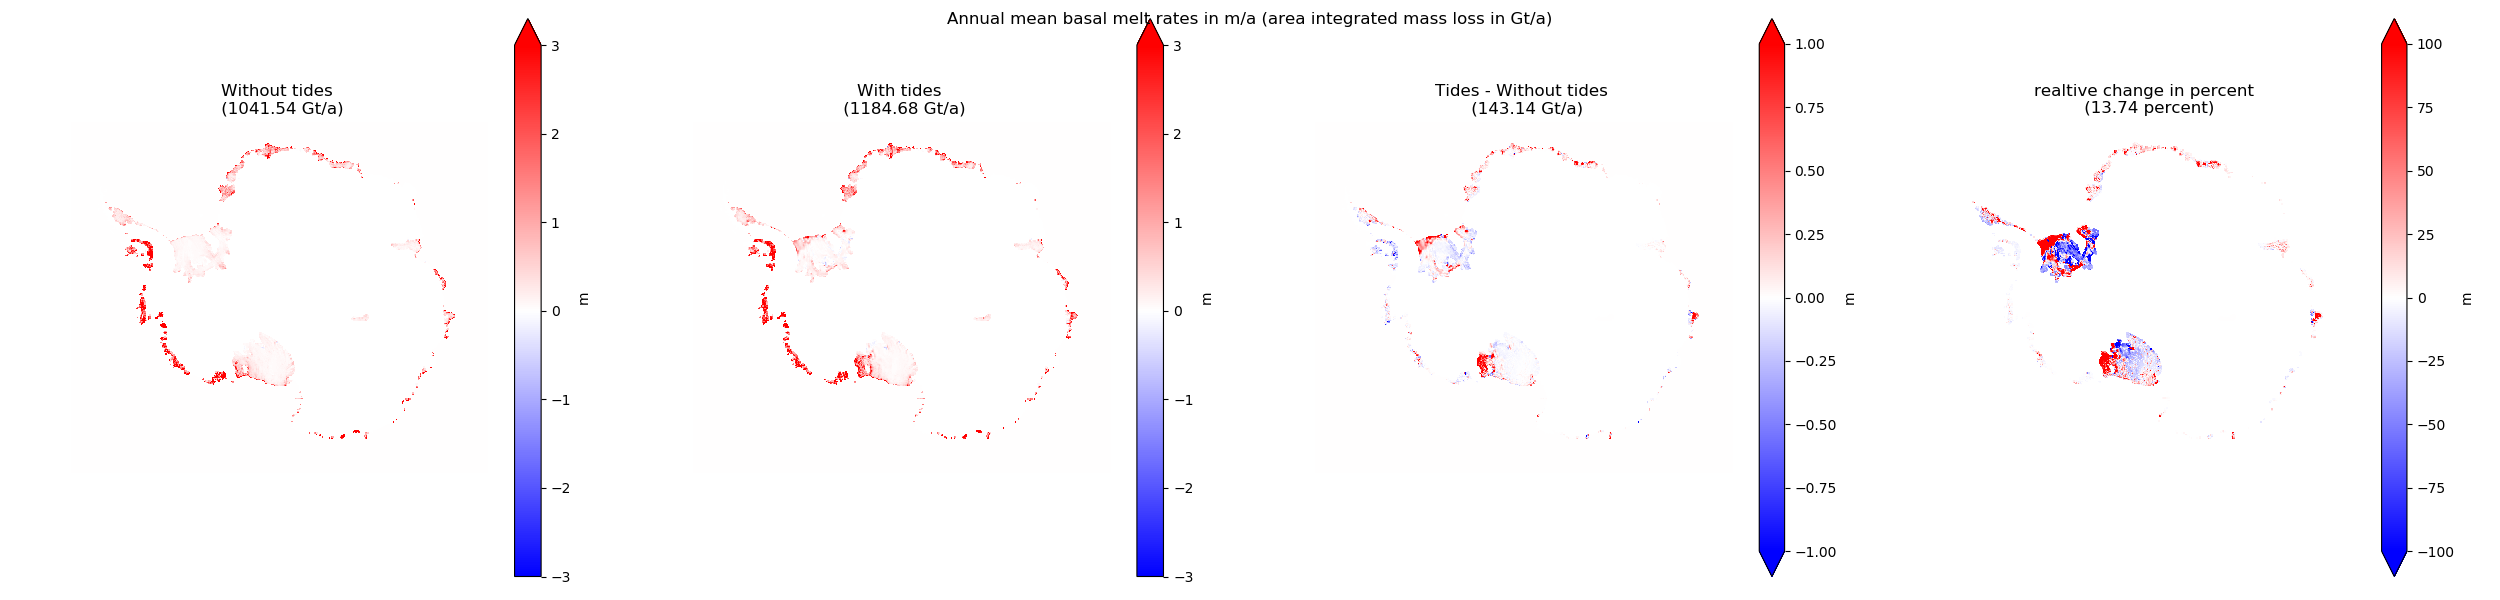 Annual mean basal melt rates in m/a (area integrated mass loss in Gt/a)
Without tides
(1041.54 Gt/a)
3
2
1
0
−1
−2
−3
m
With tides
(1184.68 Gt/a)
3
2
1
0
−1
−2
−3
m
Tides - Without tides
(143.14 Gt/a)
1.00
0.75
0.50
0.25
0.00
−0.25
−0.50
−0.75
−1.00
m
realtive change in percent
(13.74 percent)
100
75
50
25
0
−25
−50
−75
−100
m